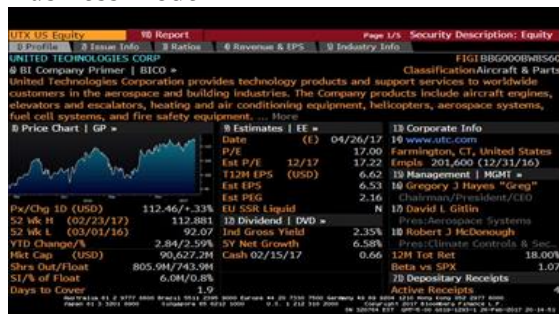 UTX US Equity 90 Report Page 1/5 Security Description: Equity
1) Profile 2) Issue Info 3) Ratios 4) Revenue & EPS 5) Industry Info
UNITED TECHNOLOGIES CORP FIGI BBG000BW8S60
6) BI Company Primer | BICO » Classification Aircraft & Parts
United Technologies Corporation provides technology products and support services to worldwide
customers in the aerospace and building industries. The Company products include aircraft engines,
elevators and escalators, heating and air conditioning equipment, helicopters, aerospace systems,
fuel cell systems, and fire safety equipment. ... More
8) Price Chart | GP » 9) Estimates | EE » 13) Corporate Info
Date (E) 04/26/17 14) www.utc.com
P/E 17.00 Farmington, CT, United States
Est P/E 12/17 17.22 Empls 201,600 (12/31/16)
T12M EPS (USD) 6.62 15) Management | MGMT »
Est EPS 6.53 16) Gregory J Hayes "Greg"
Est PEG 2.16 Chairman/President/CEO
Px/Chg 1D (USD) 112.46/+.33% EU SSR Liquid N 17) David L Gitlin
52 Wk H (02/23/17) 112.881 12) Dividend | DVD » Pres:Aerospace Systems
52 Wk L (03/01/16) 92.07 Ind Gross Yield 2.35% 18) Robert J McDonough
YTD Change/% 2.84/2.59% 5Y Net Growth 6.58% Pres:Climate Controls & Sec..
Mkt Cap (USD) 90,627.2M Cash 02/15/17 0.66 12M Tot Ret 18.00%
Shrs Out/Float 805.9M/743.9M Beta vs SPX 1.07
SI/% of Float 6.0M/0.8% Depositary Receipts
Days to Cover 1.9 Active Receipts 4